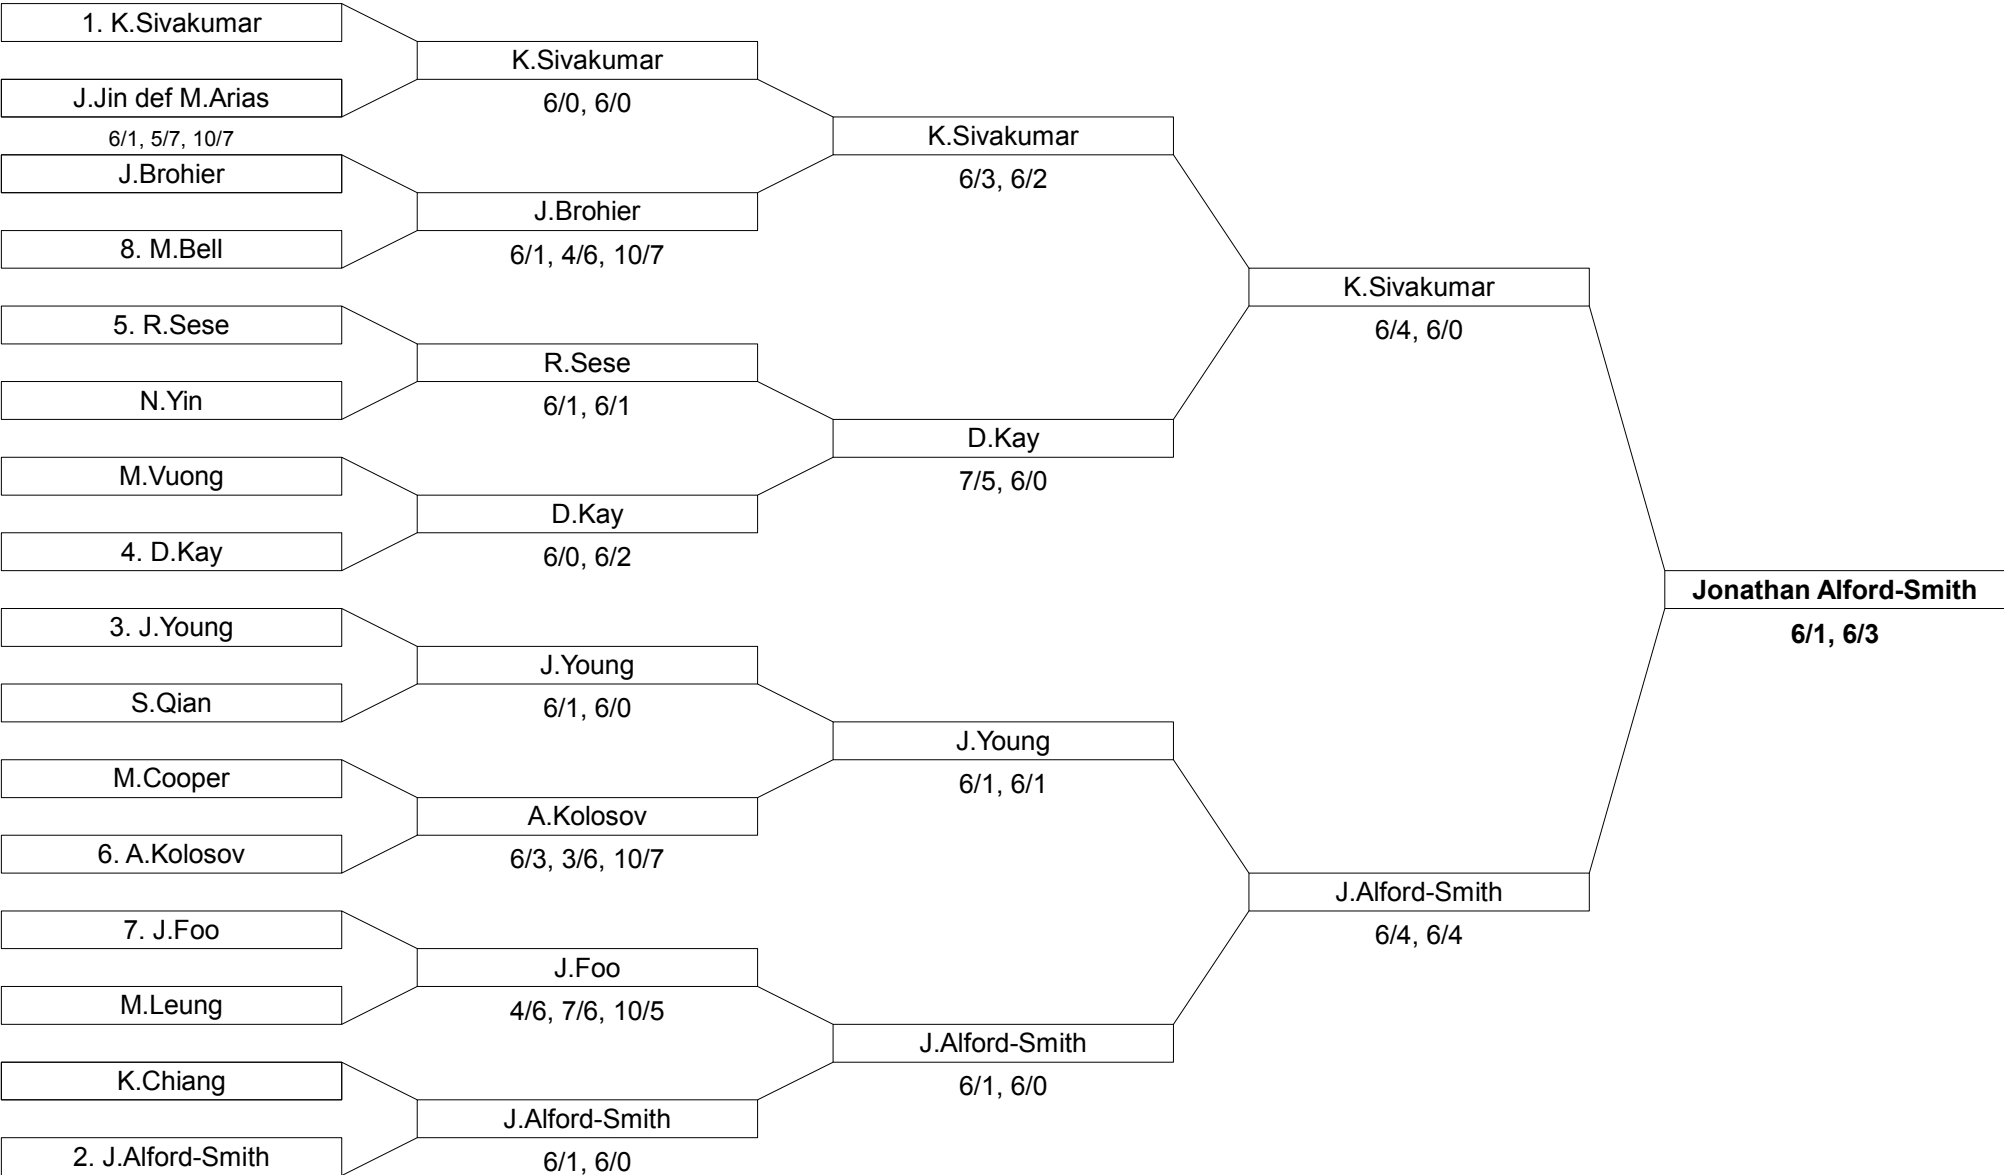 1. K.Sivakumar
J.Jin def M.Arias
6/1, 5/7, 10/7
J.Brohier
8. M.Bell
5. R.Sese
N.Yin
M.Vuong
4. D.Kay
3. J.Young
S.Qian
M.Cooper
6. A.Kolosov
7. J.Foo
M.Leung
K.Chiang
2. J.Alford-Smith
K.Sivakumar
6/0, 6/0
J.Brohier
6/1, 4/6, 10/7
R.Sese
6/1, 6/1
D.Kay
6/0, 6/2
J.Young
6/1, 6/0
A.Kolosov
6/3, 3/6, 10/7
J.Foo
4/6, 7/6, 10/5
J.Alford-Smith
6/1, 6/0
K.Sivakumar
6/3, 6/2
D.Kay
7/5, 6/0
J.Young
6/1, 6/1
J.Alford-Smith
6/1, 6/0
K.Sivakumar
6/4, 6/0
J.Alford-Smith
6/4, 6/4
Jonathan Alford-Smith
6/1, 6/3